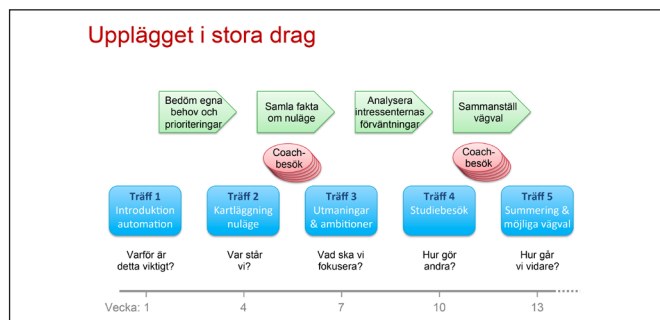 Upplägget i stora drag
Bedöm egna
behov och
prioriteringar
Samla fakta
om nuläge
Analysera
intressenternas
förväntningar
Sammanställ
vägval
Coach-
besök
Coach-
besök
Träff 1
Introduktion
automation
Träff 2
Kartläggning
nuläge
Träff 3
Utmaningar
& ambitioner
Träff 4
Studiebesök
Träff 5
Summering &
möjliga vägval
Varför är
detta viktigt?
Var står
vi?
Vad ska vi
fokusera?
Hur gör
andra?
Hur går
vi vidare?
Vecka: 1
4
7
10
13